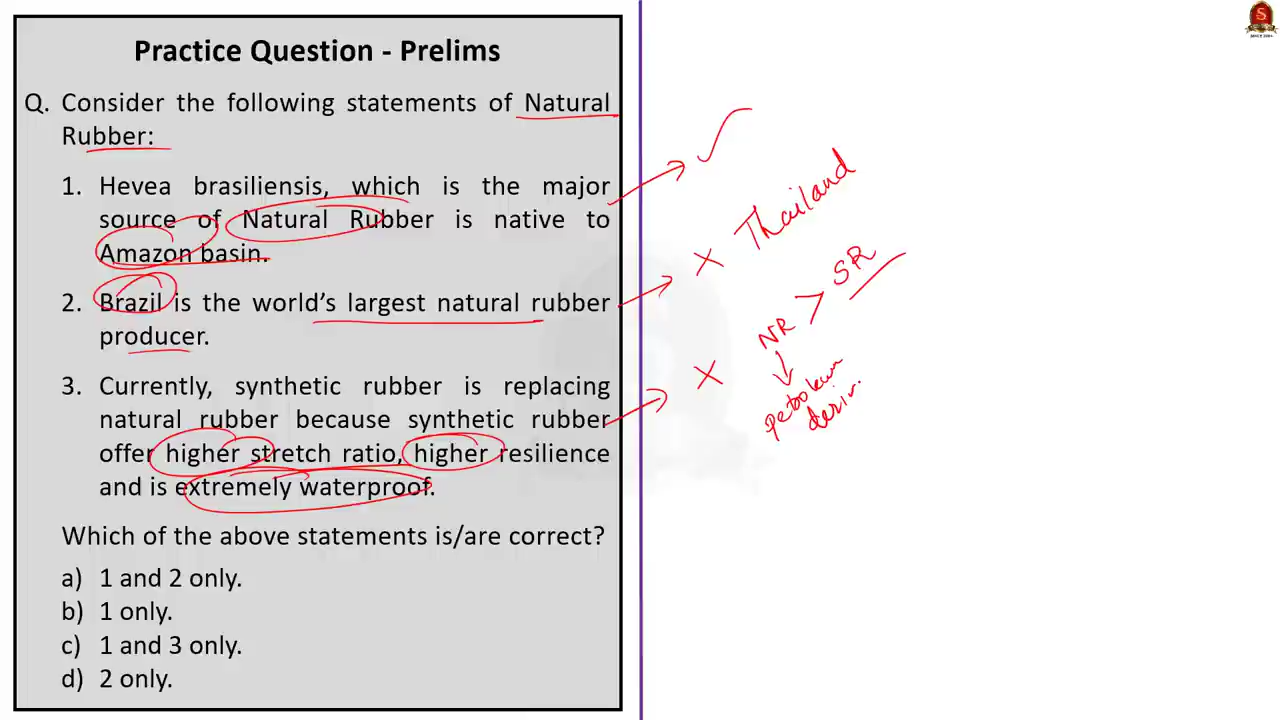 Practice Question - Prelims
Q. Consider the following statements of Natural
Rubber:
1. Hevea brasiliensis, which is the major
source of Natural Rubber is native to
Amazon basin.
2. Brazil is the world's largest natural rubber
producer.
3. Currently, synthetic rubber is replacing
natural rubber because synthetic rubber
offer higher stretch ratio, higher resilience
and is extremely waterproof.
Which of the above statements is/are correct?
a) 1 and 2 only.
b) 1 only.
c) 1 and 3 only.
d) 2 only.
Thailand
NR > SR
petroleum
deriv.
S
SINCE 2004